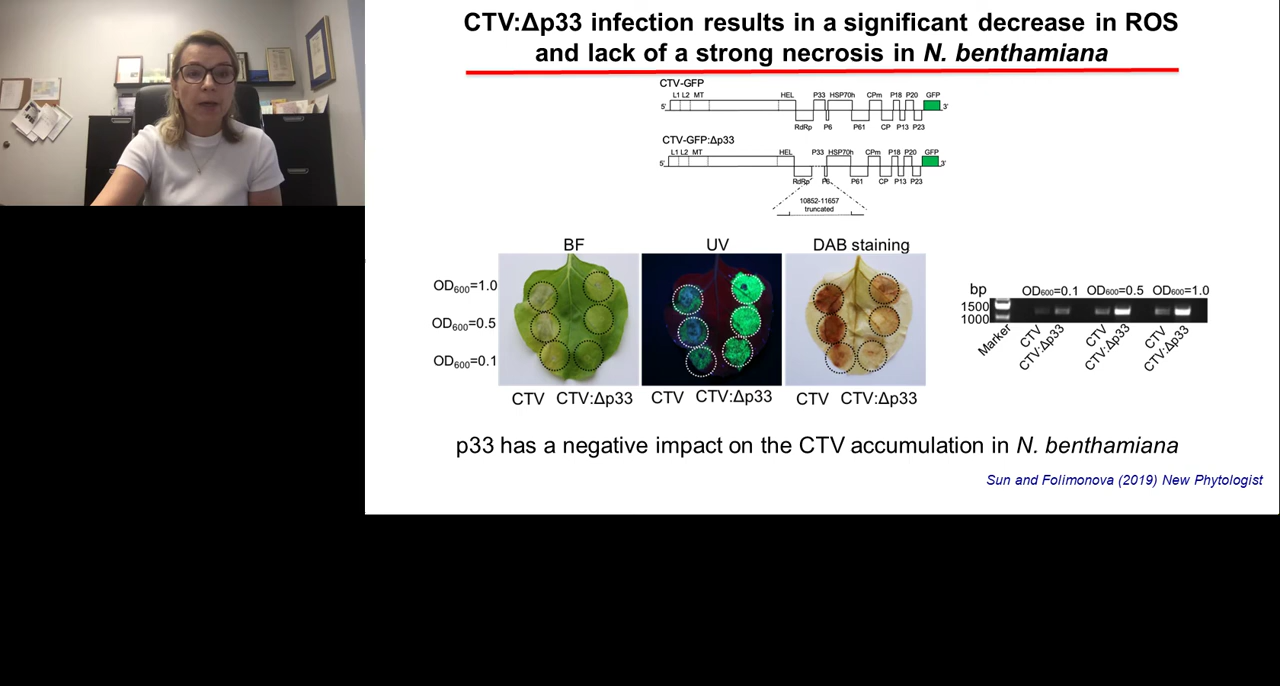 CTV:Δp33 infection results in a significant decrease in ROS
and lack of a strong necrosis in N. benthamiana
CTV-GFP
L1 L2 MT HEL P33 HSP70h CPm P18 P20 GFP
5' 3'
RdRp P6 P61 CP P13 P23
CTV-GFP:Δp33
L1 L2 MT HEL P33 HSP70h CPm P18 P20 GFP
5' 3'
RdRp P6 P61 CP P13 P23
10852-11657
truncated
BF UV DAB staining
OD600=1.0
OD600=0.5
OD600=0.1
CTV CTV:Δp33 CTV CTV:Δp33 CTV CTV:Δp33
bp OD600=0.1 OD600=0.5 OD600=1.0
1500
1000
Marker CTV CTV:Δp33 CTV CTV:Δp33 CTV CTV:Δp33
p33 has a negative impact on the CTV accumulation in N. benthamiana
Sun and Folimonova (2019) New Phytologist